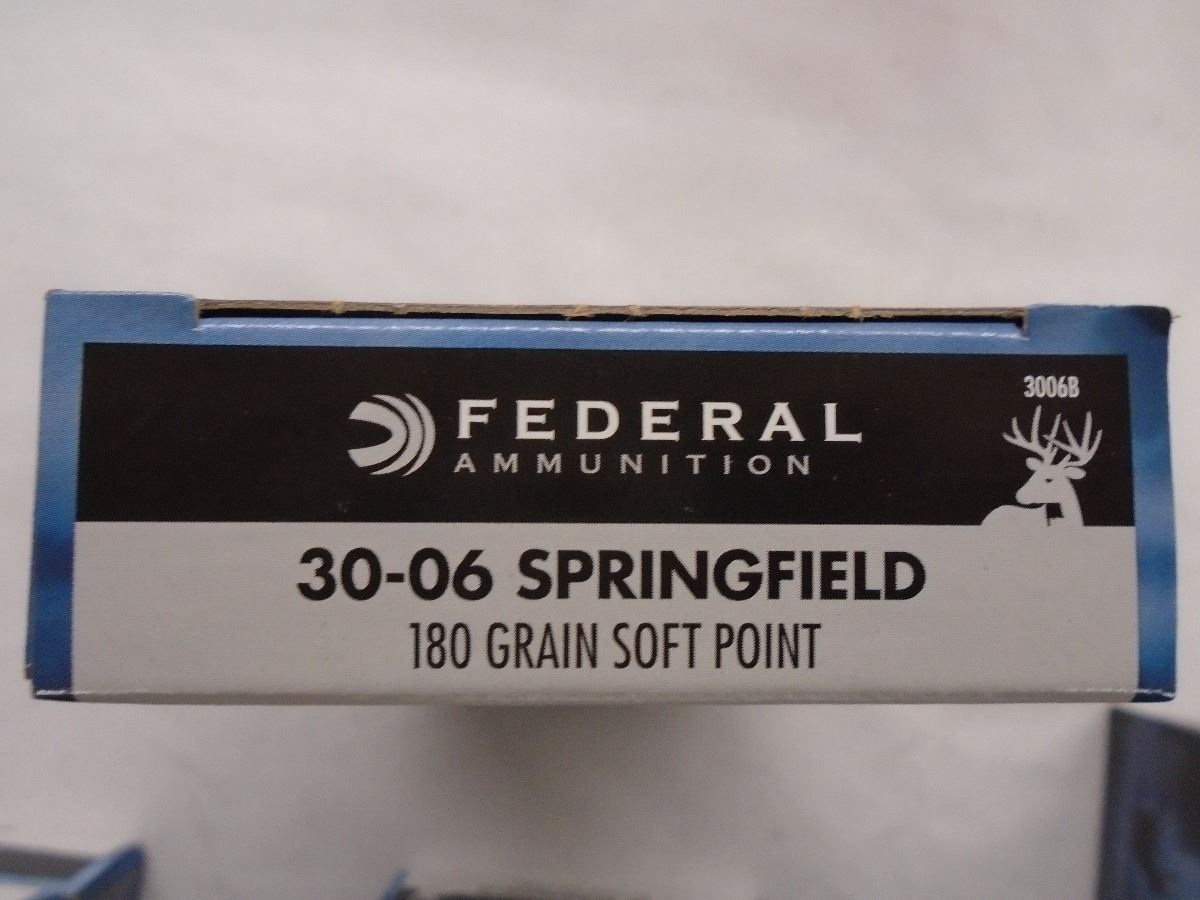 3006B
FEDERAL
AMMUNITION
30-06 SPRINGFIELD
180 GRAIN SOFT POINT